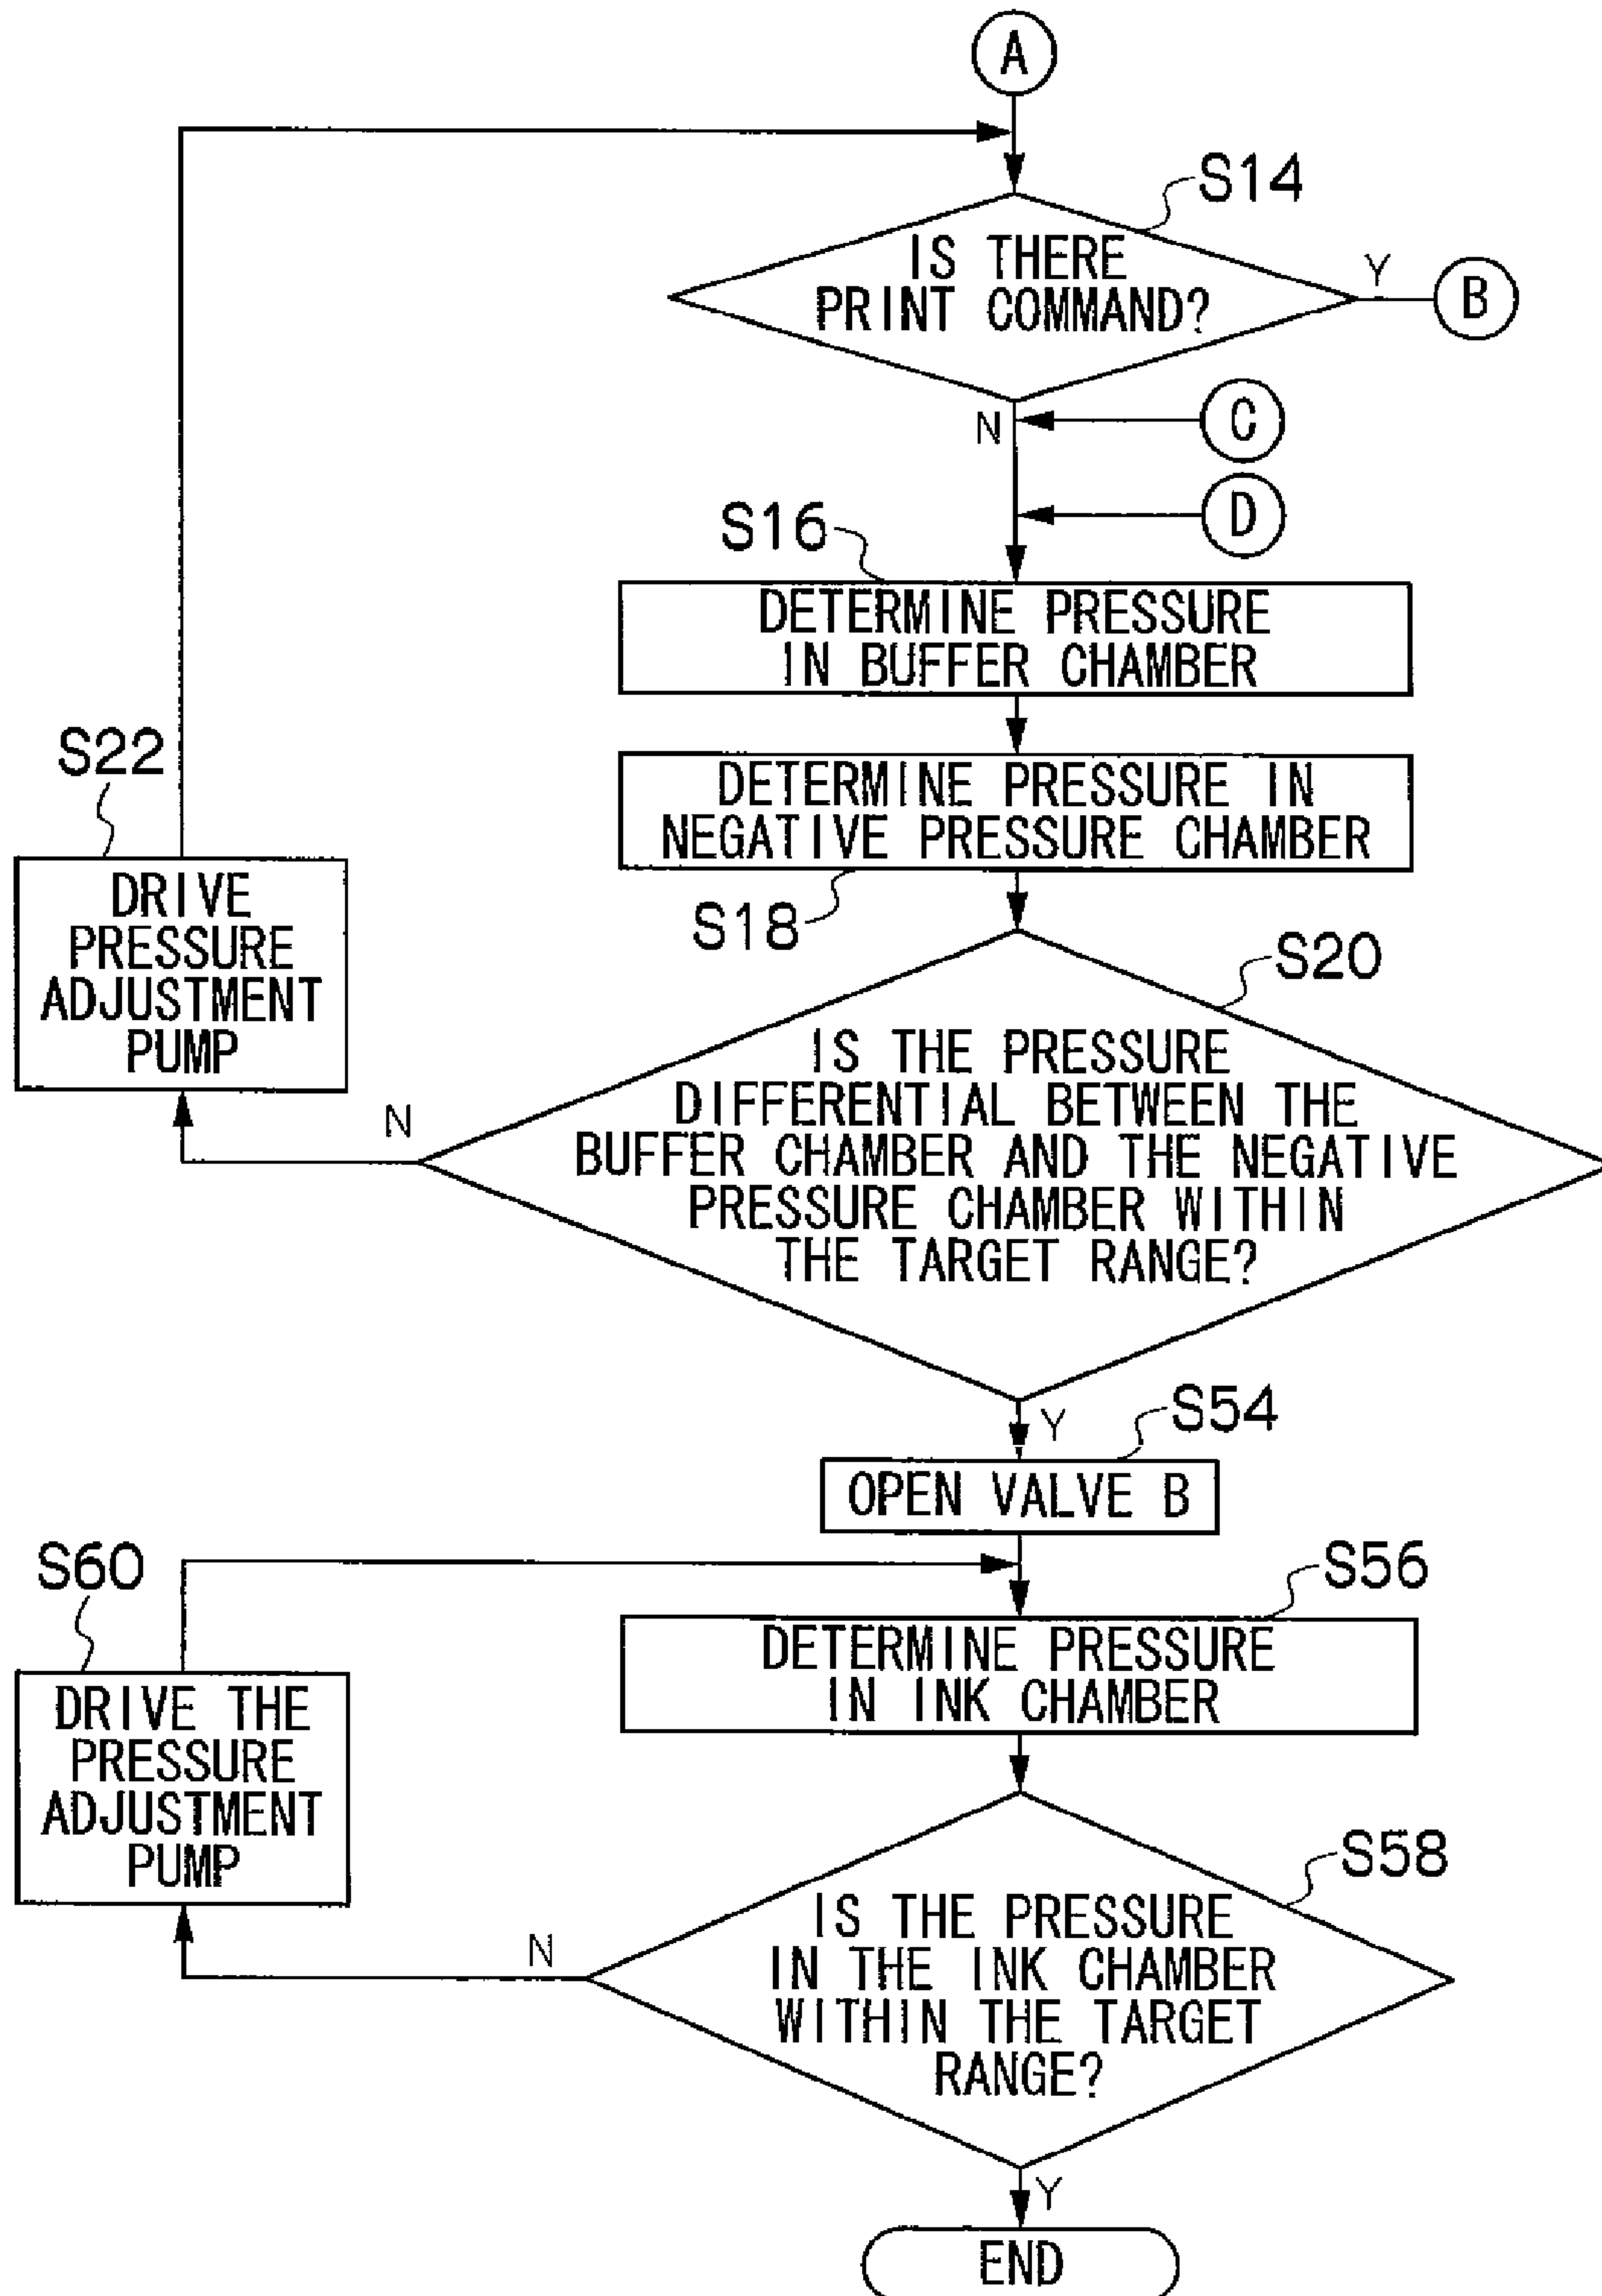 A
S14
IS THERE
PRINT COMMAND?
Y
B
N
C
D
S16
DETERMINE PRESSURE
IN BUFFER CHAMBER
S22
DETERMINE PRESSURE IN
NEGATIVE PRESSURE CHAMBER
S18
DRIVE
PRESSURE
ADJUSTMENT
PUMP
S20
IS THE PRESSURE
DIFFERENTIAL BETWEEN THE
BUFFER CHAMBER AND THE NEGATIVE
PRESSURE CHAMBER WITHIN
THE TARGET RANGE?
N
Y
S54
OPEN VALVE B
S60
S56
DETERMINE PRESSURE
IN INK CHAMBER
DRIVE THE
PRESSURE
ADJUSTMENT
PUMP
S58
IS THE PRESSURE
IN THE INK CHAMBER
WITHIN THE TARGET
RANGE?
N
Y
END